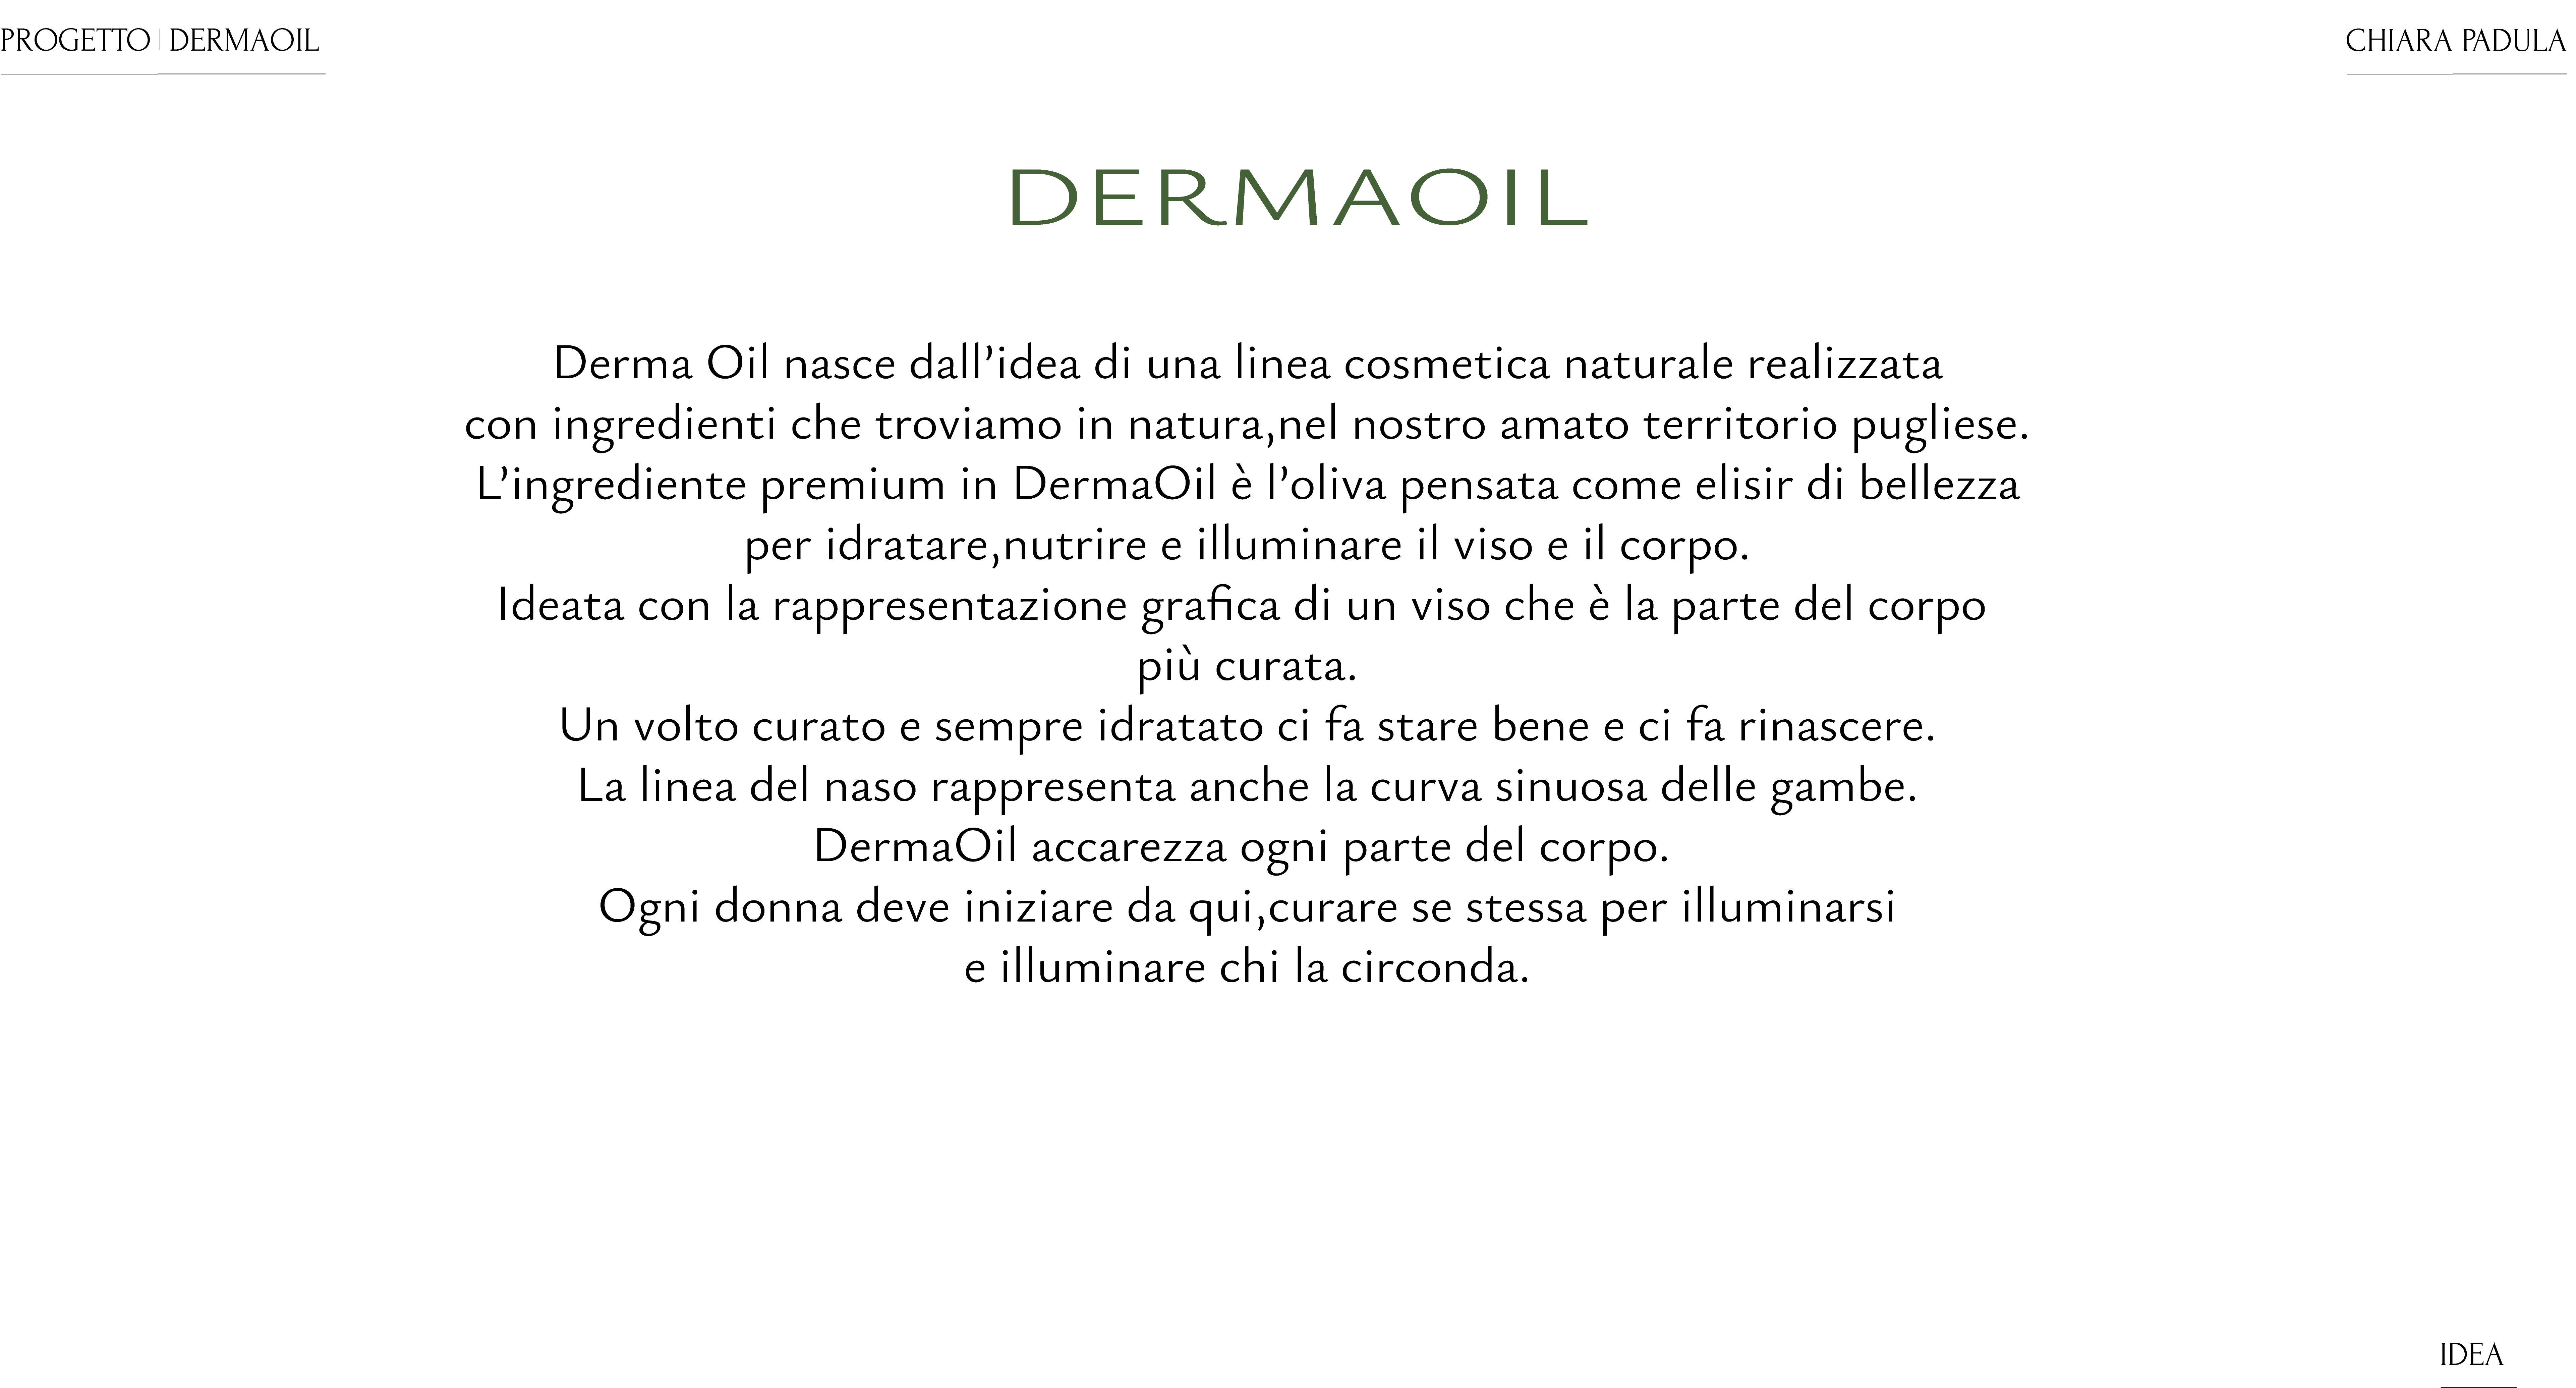 PROGETTO | DERMAOIL
CHIARA PADULA
DERMAOIL
Derma Oil nasce dall’idea di una linea cosmetica naturale realizzata
con ingredienti che troviamo in natura,nel nostro amato territorio pugliese.
L’ingrediente premium in DermaOil è l’oliva pensata come elisir di bellezza
per idratare,nutrire e illuminare il viso e il corpo.
Ideata con la rappresentazione grafica di un viso che è la parte del corpo
più curata.
Un volto curato e sempre idratato ci fa stare bene e ci fa rinascere.
La linea del naso rappresenta anche la curva sinuosa delle gambe.
DermaOil accarezza ogni parte del corpo.
Ogni donna deve iniziare da qui,curare se stessa per illuminarsi
e illuminare chi la circonda.
IDEA